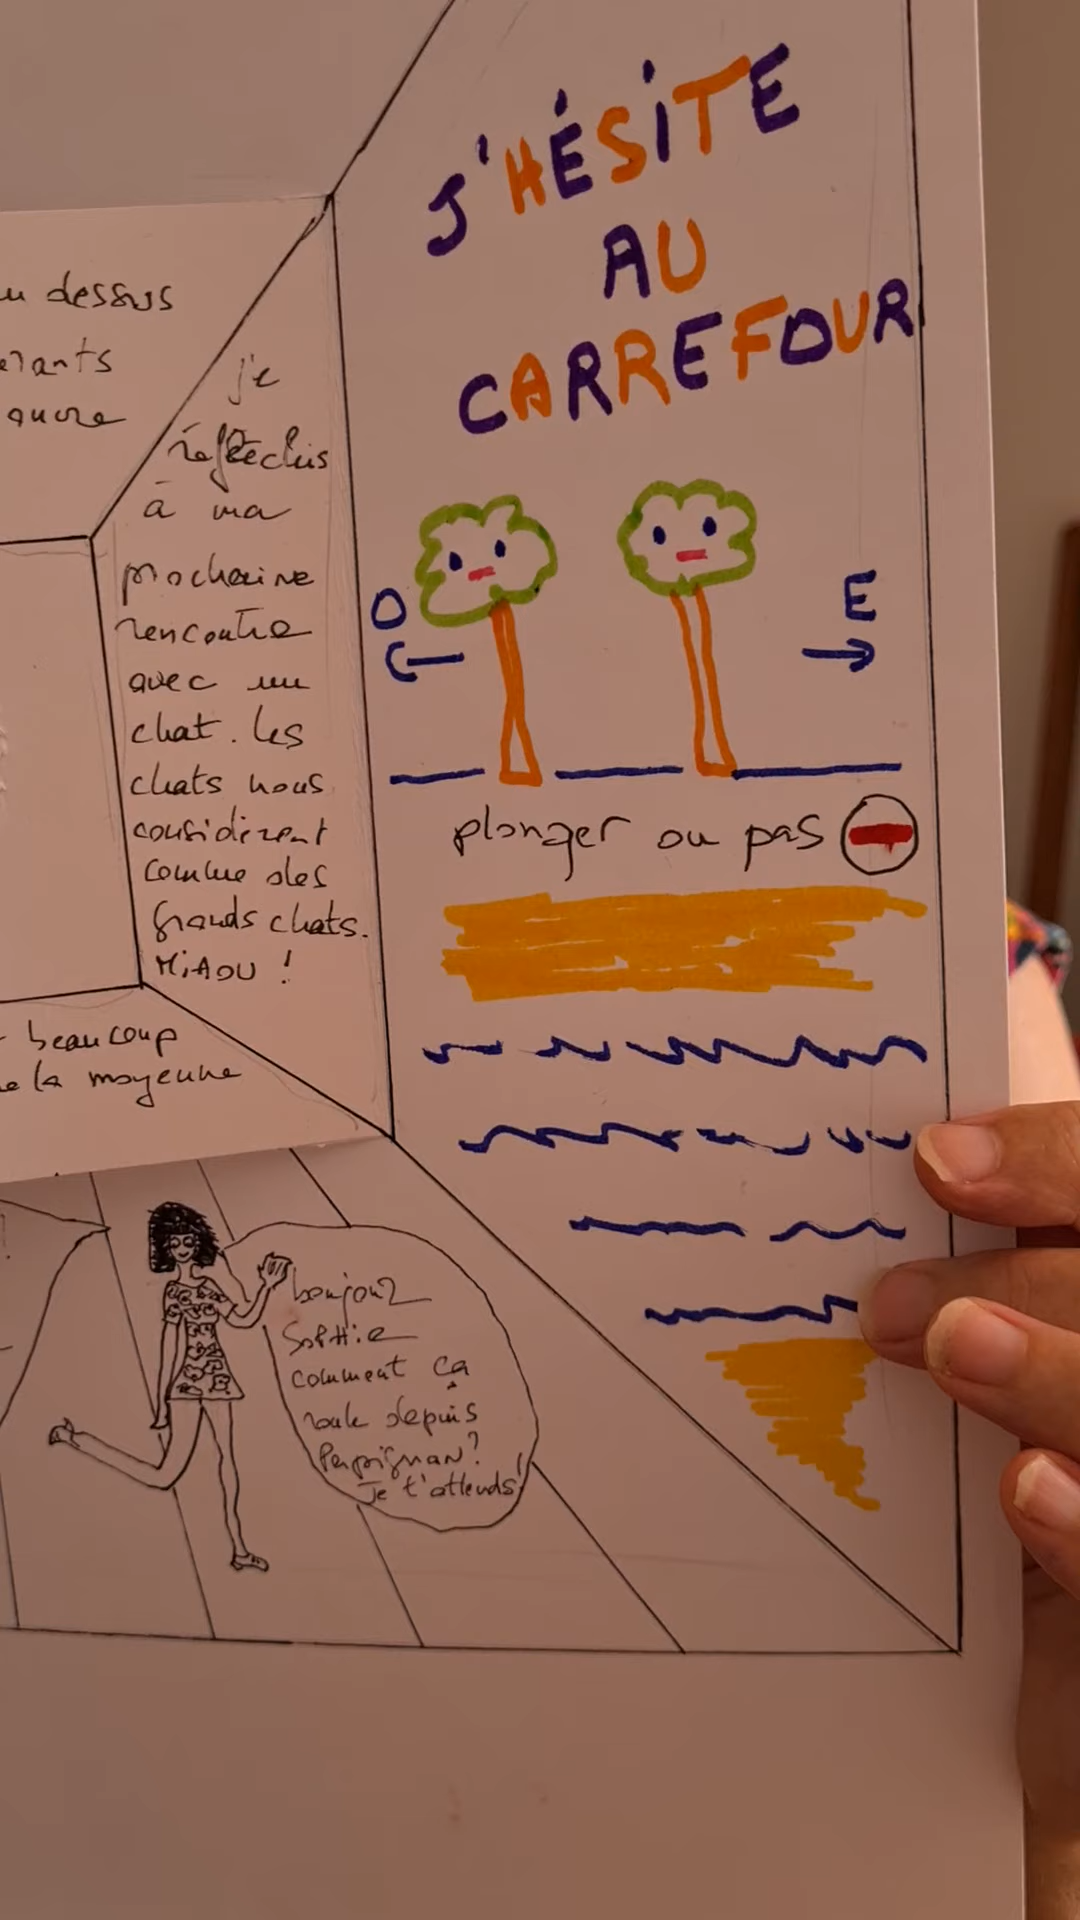 J'HÉSITE
AU
CARREFOUR
O
E
plonger ou pas
dessus
je
réfléchis
à ma
prochaine
rencontre
avec un
chat. les
chats nous
considèrent
comme des
grands chats.
MiAOU !
beaucoup
la moyenne
bonjour
Sophie
comment ça
roule depuis
Perpignan ?
Je t'attends !